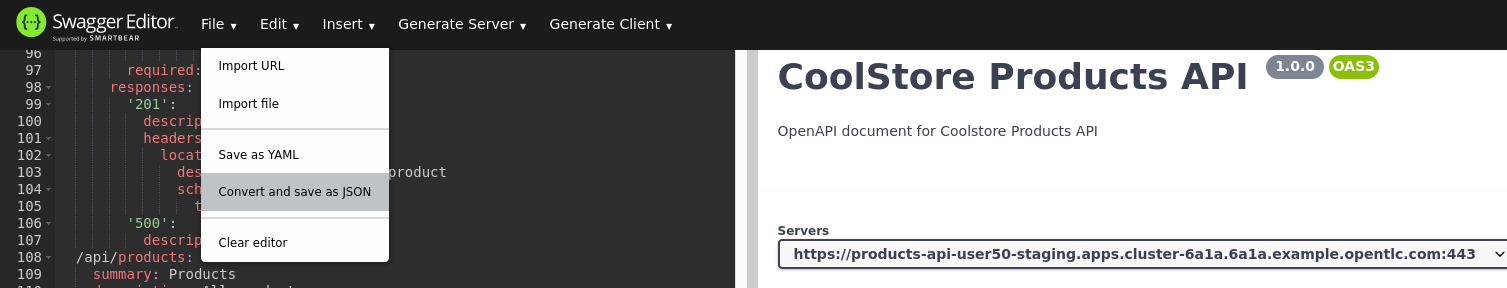 Swagger Editor.
Supported by SMARTBEAR
File
Edit
Insert
Generate Server
Generate Client
96
97 required:
98 responses:
99 '201':
100 descrip
101 headers
102 locat
103 des product
104 sch
105 t
106 '500':
107 descrip
108 /api/products:
109 summary: Products
Import URL
Import file
Save as YAML
Convert and save as JSON
Clear editor
CoolStore Products API 1.0.0 OAS3
OpenAPI document for Coolstore Products API
Servers
https://products-api-user50-staging.apps.cluster-6a1a.6a1a.example.opentlc.com:443